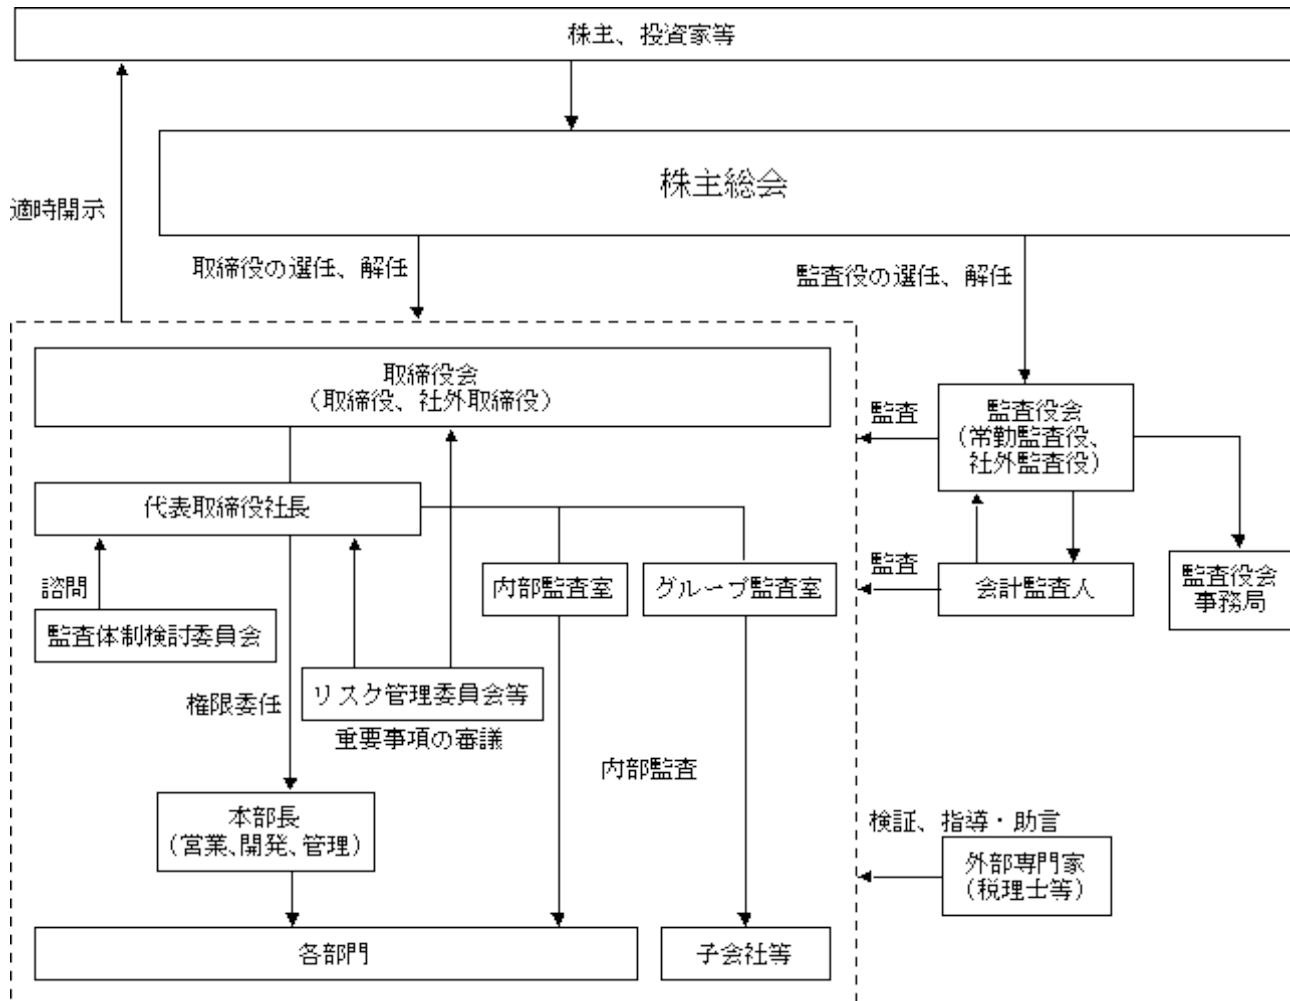 株主、投資家等
株主総会
適時開示
取締役の選任、解任
監査役の選任、解任
取締役会
（取締役、社外取締役）
監査
監査役会
（常勤監査役、
社外監査役）
代表取締役社長
諮問
監査体制検討委員会
内部監査室
グループ監査室
監査
会計監査人
監査役会
事務局
権限委任
リスク管理委員会等
重要事項の審議
内部監査
本部長
（営業、開発、管理）
検証、指導・助言
外部専門家
（税理士等）
各部門
子会社等